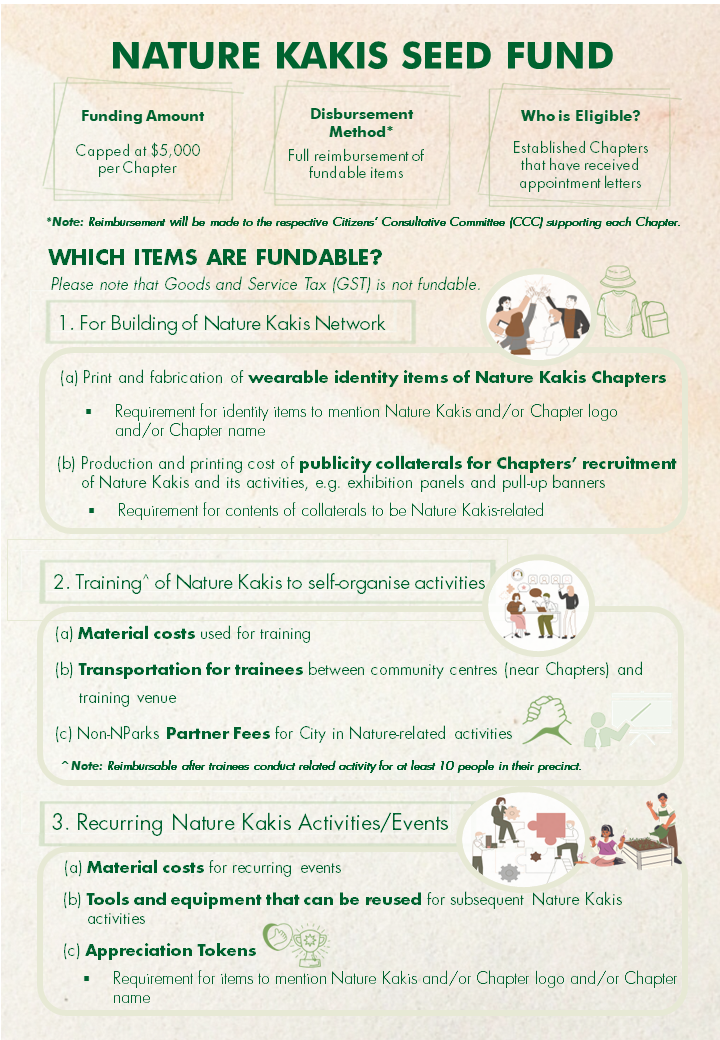 NATURE KAKIS SEED FUND
Funding Amount
Capped at $5,000
per Chapter
Disbursement
Method*
Full reimbursement of
fundable items
Who is Eligible?
Established Chapters
that have received
appointment letters
*Note: Reimbursement will be made to the respective Citizens' Consultative Committee (CCC) supporting each Chapter.
WHICH ITEMS ARE FUNDABLE?
Please note that Goods and Service Tax (GST) is not fundable.
1. For Building of Nature Kakis Network
(a) Print and fabrication of wearable identity items of Nature Kakis Chapters
▪ Requirement for identity items to mention Nature Kakis and/or Chapter logo
and/or Chapter name
(b) Production and printing cost of publicity collaterals for Chapters' recruitment
of Nature Kakis and its activities, e.g. exhibition panels and pull-up banners
▪ Requirement for contents of collaterals to be Nature Kakis-related
2. Training^ of Nature Kakis to self-organise activities
(a) Material costs used for training
(b) Transportation for trainees between community centres (near Chapters) and
training venue
(c) Non-NParks Partner Fees for City in Nature-related activities
^ Note: Reimbursable after trainees conduct related activity for at least 10 people in their precinct.
3. Recurring Nature Kakis Activities/Events
(a) Material costs for recurring events
(b) Tools and equipment that can be reused for subsequent Nature Kakis
activities
(c) Appreciation Tokens
▪ Requirement for items to mention Nature Kakis and/or Chapter logo and/or Chapter
name